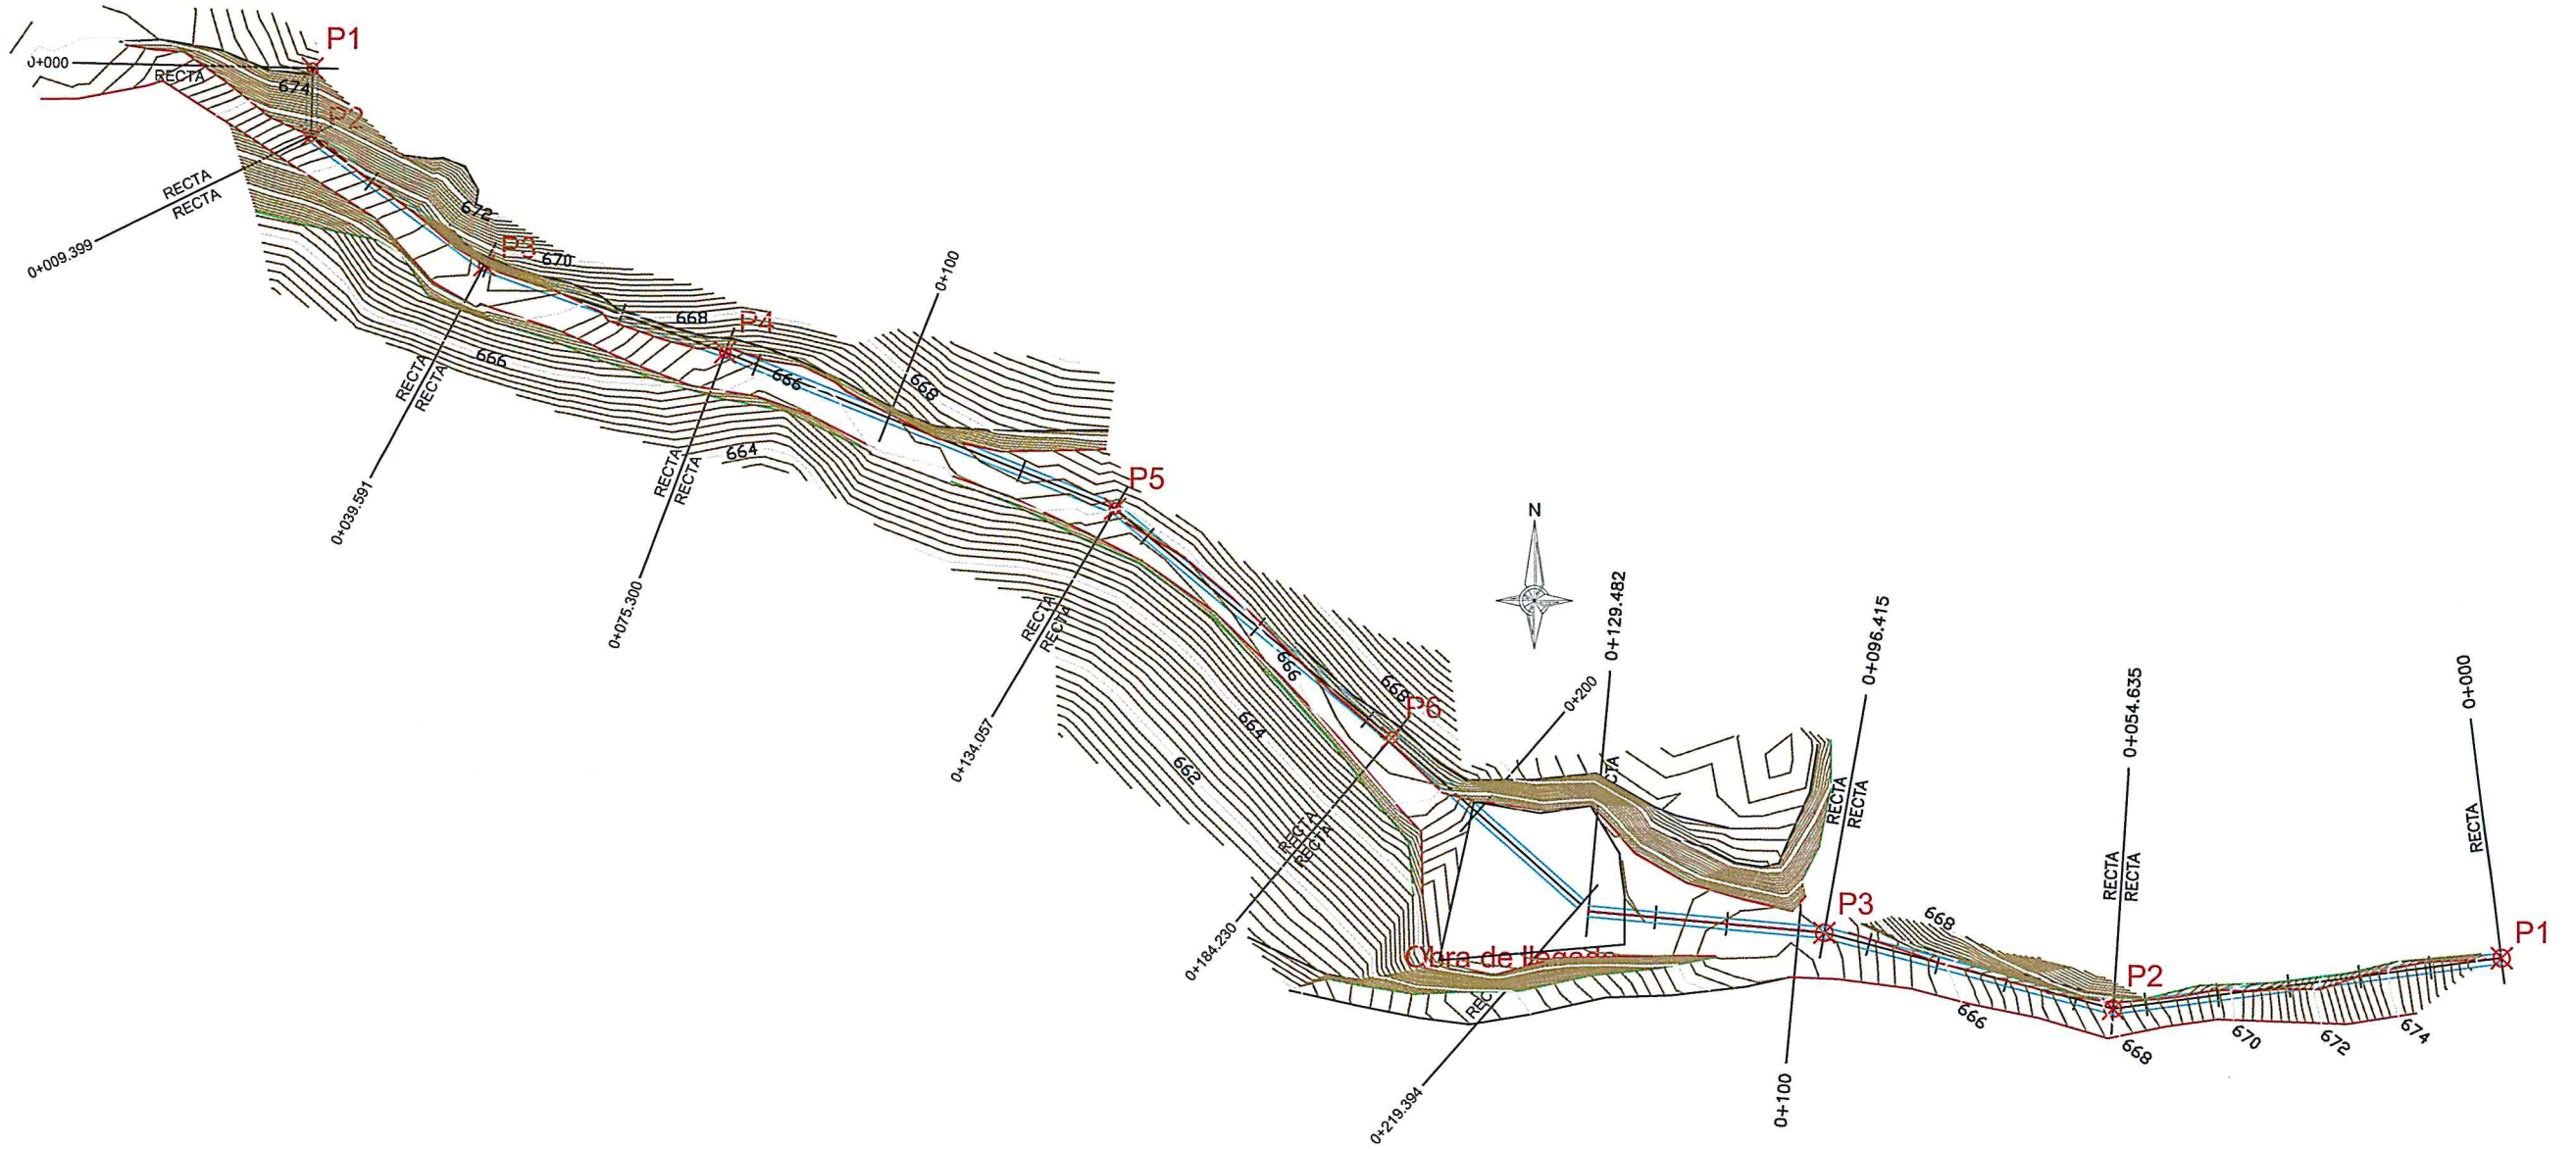 P1
0+000
RECTA
674
P2
RECTA
RECTA
0+009.399
672
P3
670
668
P4
666
666
RECTA
RECTA
0+039.591
0+100
668
664
RECTA
RECTA
0+075.300
P5
RECTA
RECTA
0+134.057
N
666
668
P6
664
662
0+200
RECTA
RECTA
0+184.230
0+129.482
0+096.415
RECTA
RECTA
P3
Obra de llegada
0+219.394
0+100
668
666
0+054.635
RECTA
RECTA
P2
668
670
672
674
0+000
RECTA
P1